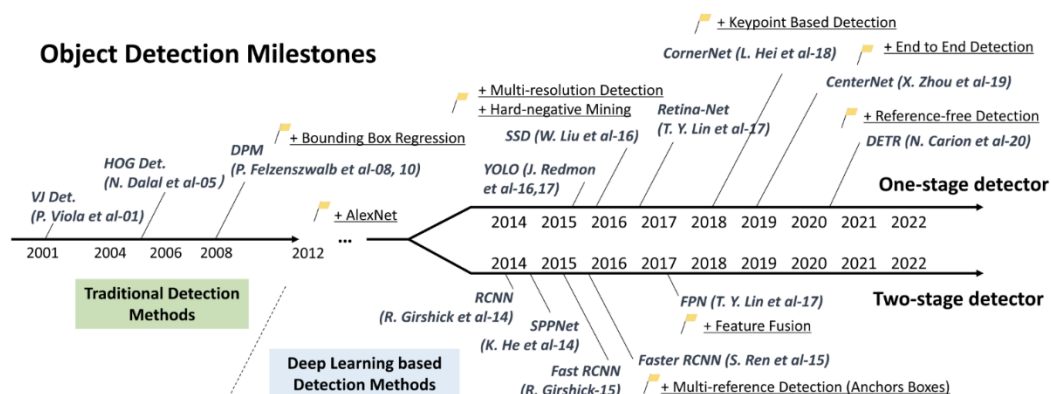 Object Detection Milestones
+ Keypoint Based Detection
CornerNet (L. Hei et al-18)
+ End to End Detection
CenterNet (X. Zhou et al-19)
+ Multi-resolution Detection
+ Hard-negative Mining
SSD (W. Liu et al-16)
Retina-Net
(T. Y. Lin et al-17)
+ Reference-free Detection
DETR (N. Carion et al-20)
+ Bounding Box Regression
DPM
(P. Felzenszwalb et al-08, 10)
HOG Det.
(N. Dalal et al-05)
VJ Det.
(P. Viola et al-01)
YOLO (J. Redmon
et al-16,17)
+ AlexNet
One-stage detector
2014 2015 2016 2017 2018 2019 2020 2021 2022
2001 2004 2006 2008 2012 ...
2014 2015 2016 2017 2018 2019 2020 2021 2022
Two-stage detector
Traditional Detection
Methods
Deep Learning based
Detection Methods
RCNN
(R. Girshick et al-14)
SPPNet
(K. He et al-14)
Fast RCNN
(R. Girshick-15)
FPN (T. Y. Lin et al-17)
+ Feature Fusion
Faster RCNN (S. Ren et al-15)
+ Multi-reference Detection (Anchors Boxes)